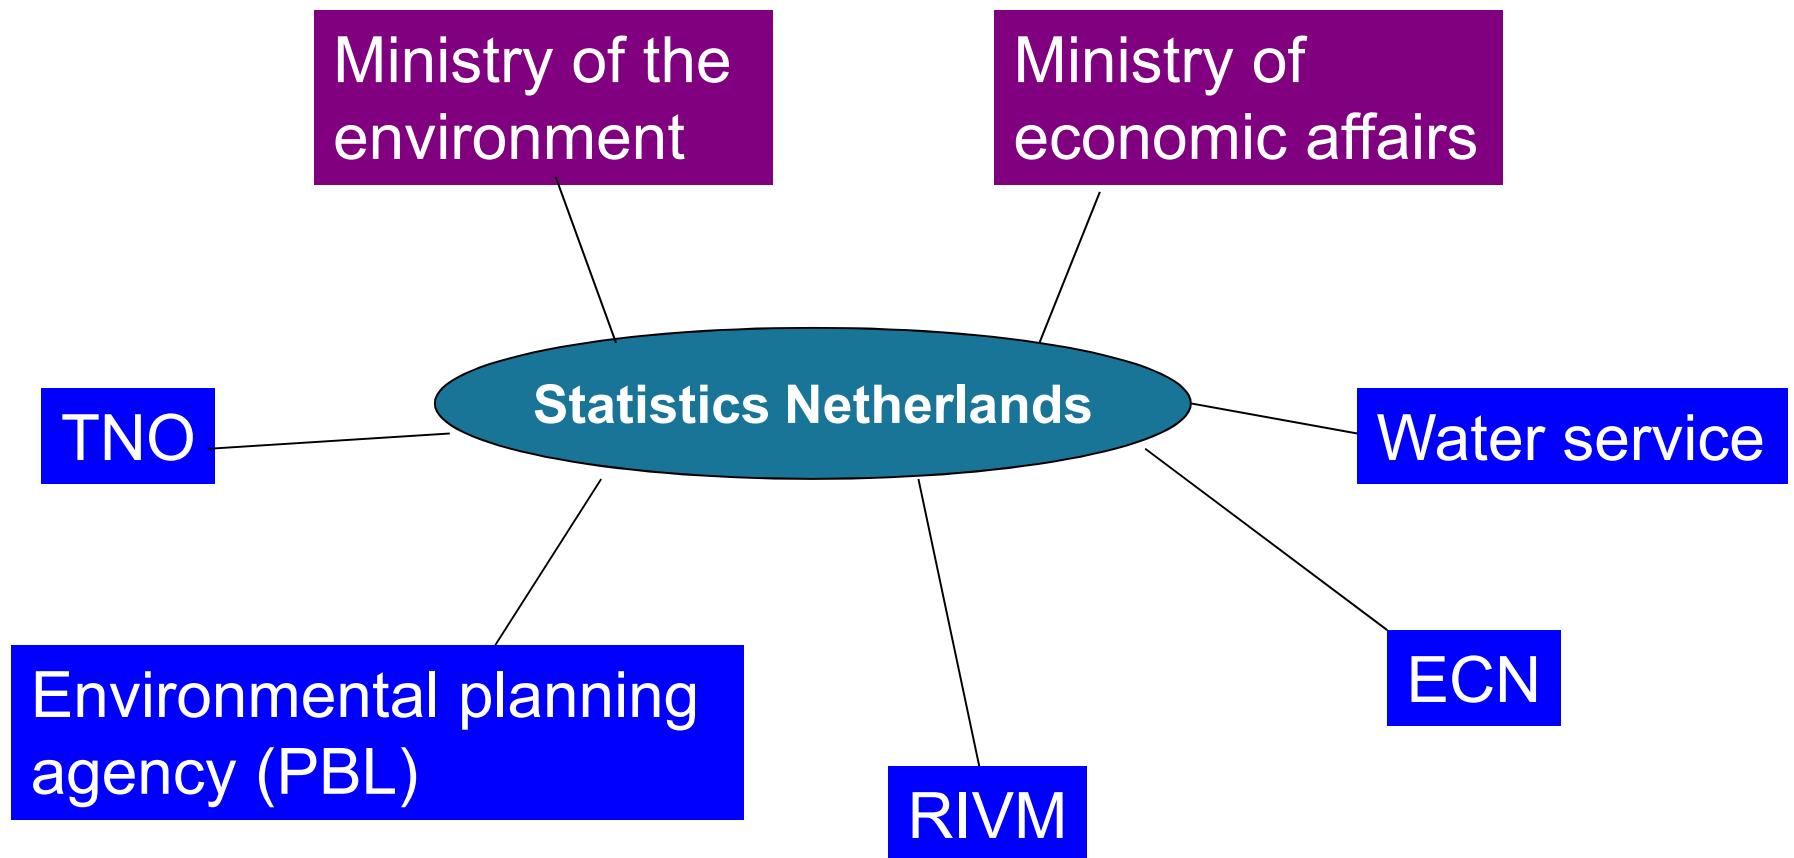 Ministry of the
environment
Ministry of
economic affairs
Statistics Netherlands
TNO
Water service
Environmental planning
agency (PBL)
ECN
RIVM